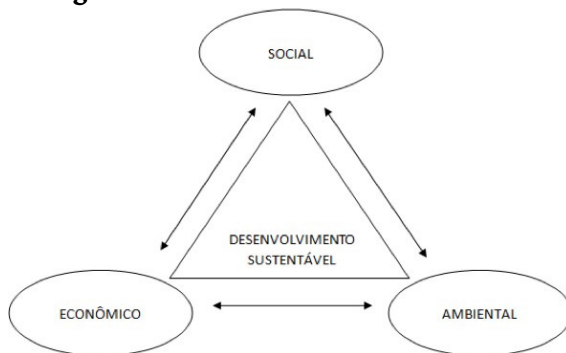 SOCIAL
DESENVOLVIMENTO
SUSTENTÁVEL
ECONÔMICO
AMBIENTAL